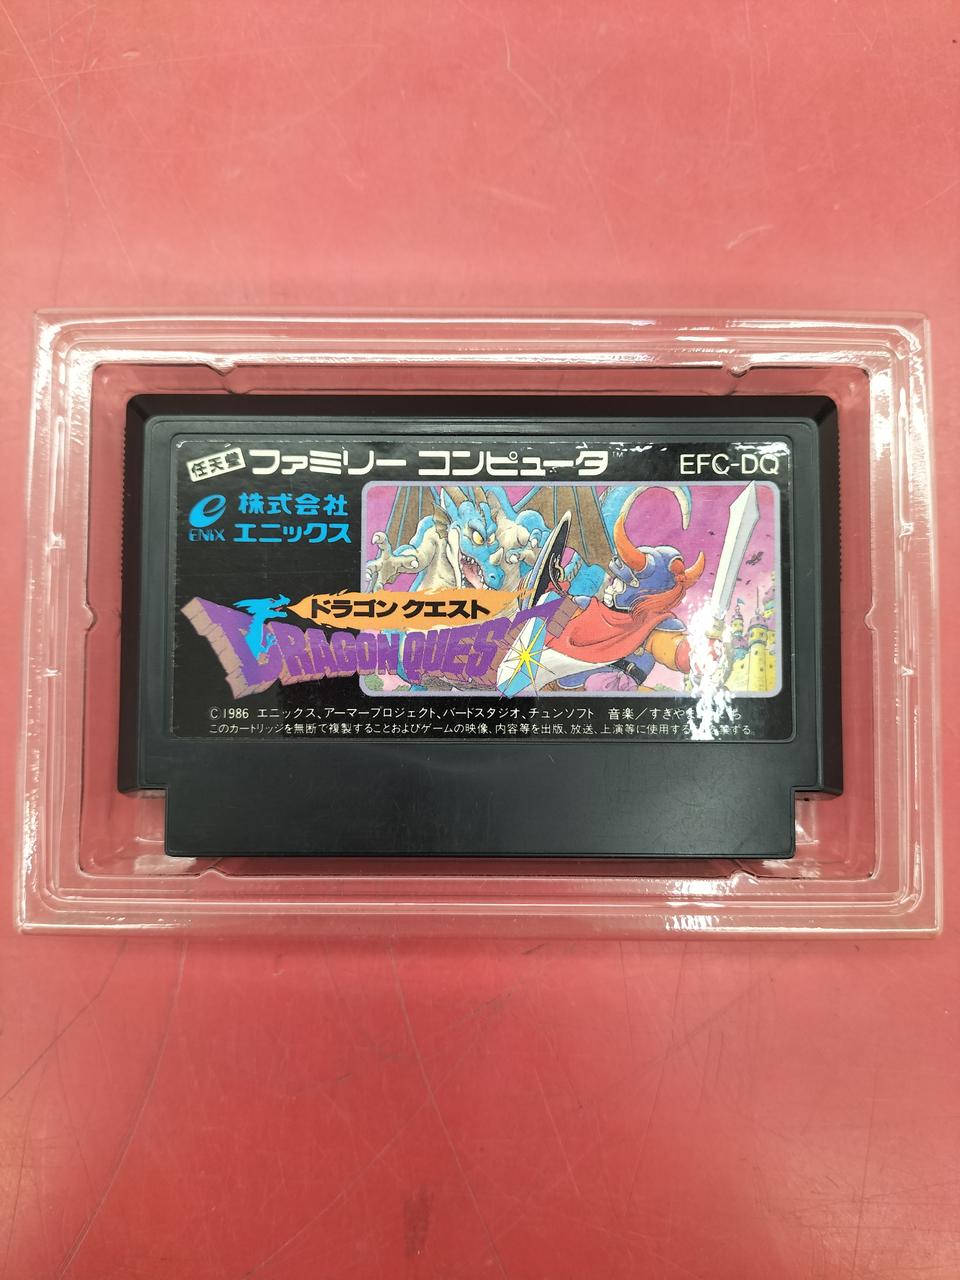 任天堂 ファミリー コンピュータ™ EFC-DQ
株式会社
ENIX エニックス
ドラゴン クエスト
DRAGON QUEST
©1986 エニックス、アーマープロジェクト、バードスタジオ、チュンソフト 音楽/すぎやま
このカートリッジを無断で複製することおよびゲームの映像、内容等を出版、放送、上演等に使用する